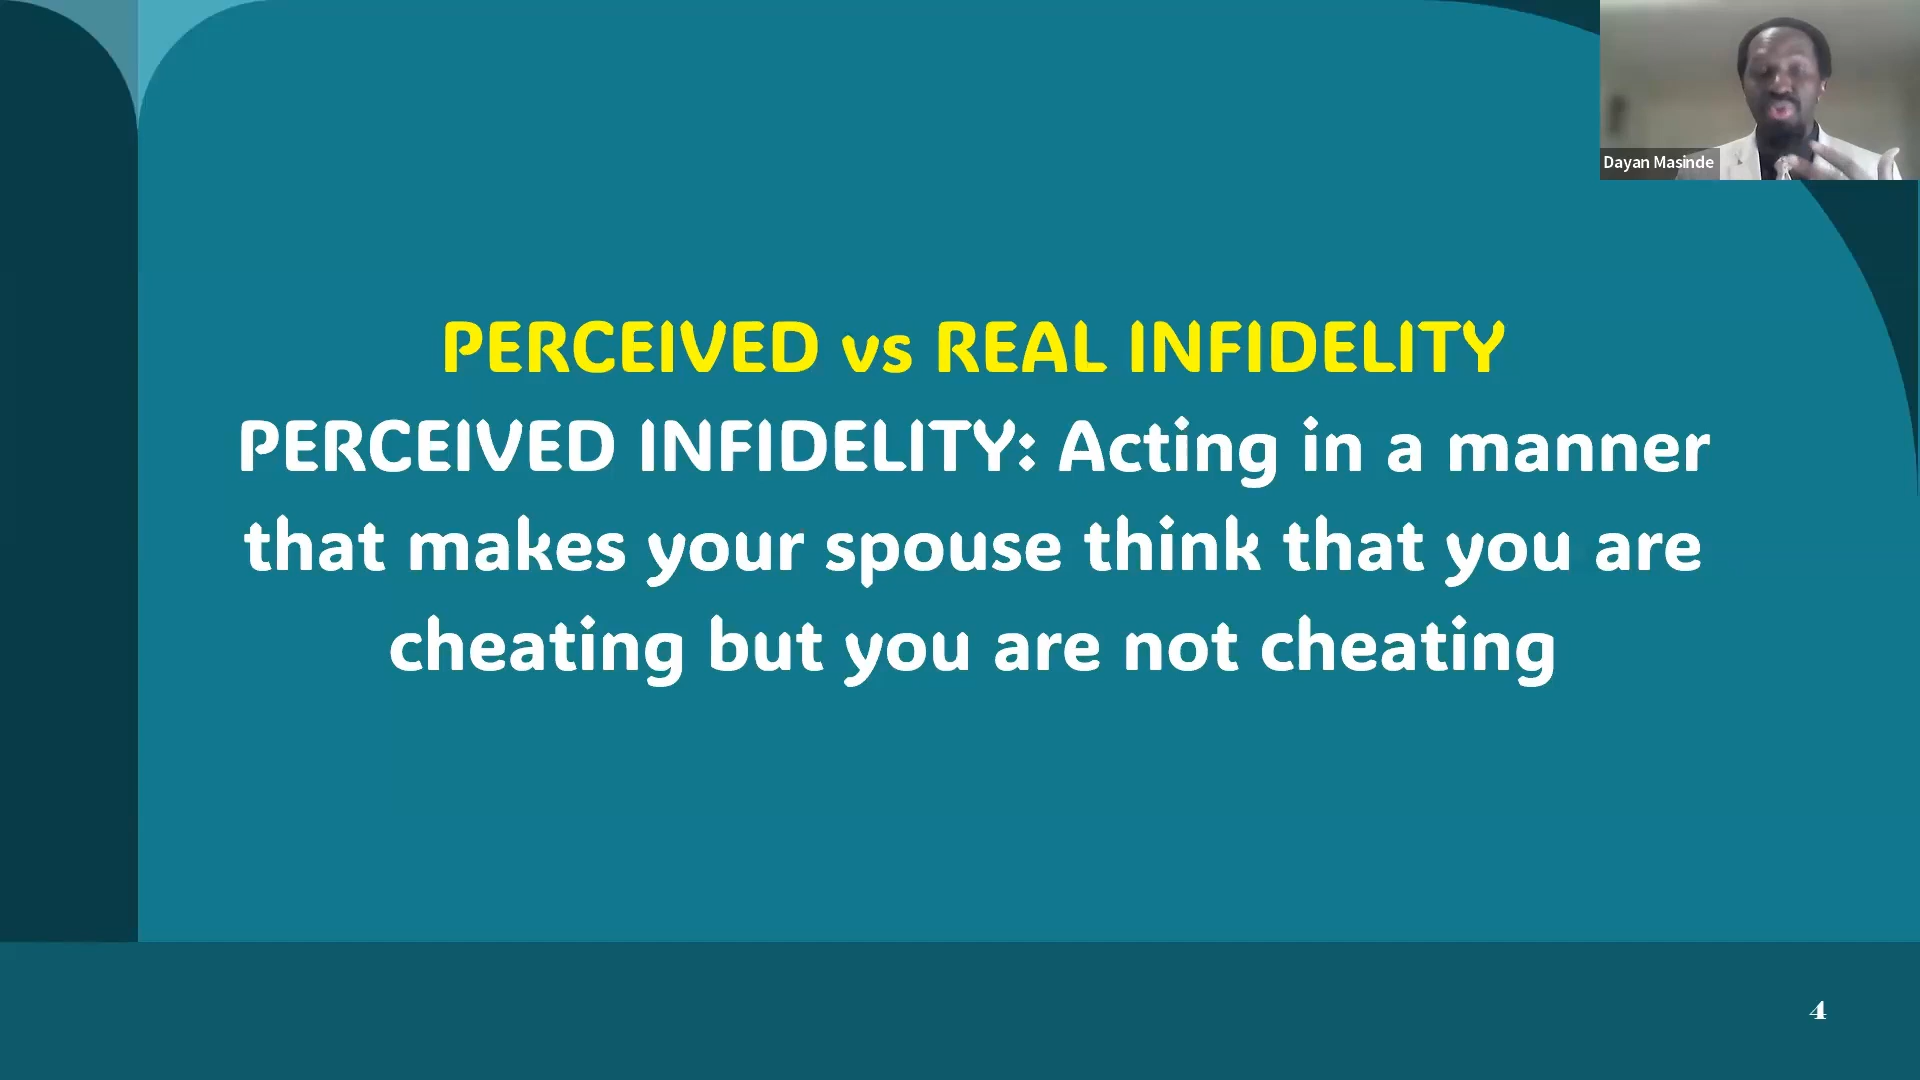 Dayan Masinde
PERCEIVED vs REAL INFIDELITY
PERCEIVED INFIDELITY: Acting in a manner
that makes your spouse think that you are
cheating but you are not cheating
4